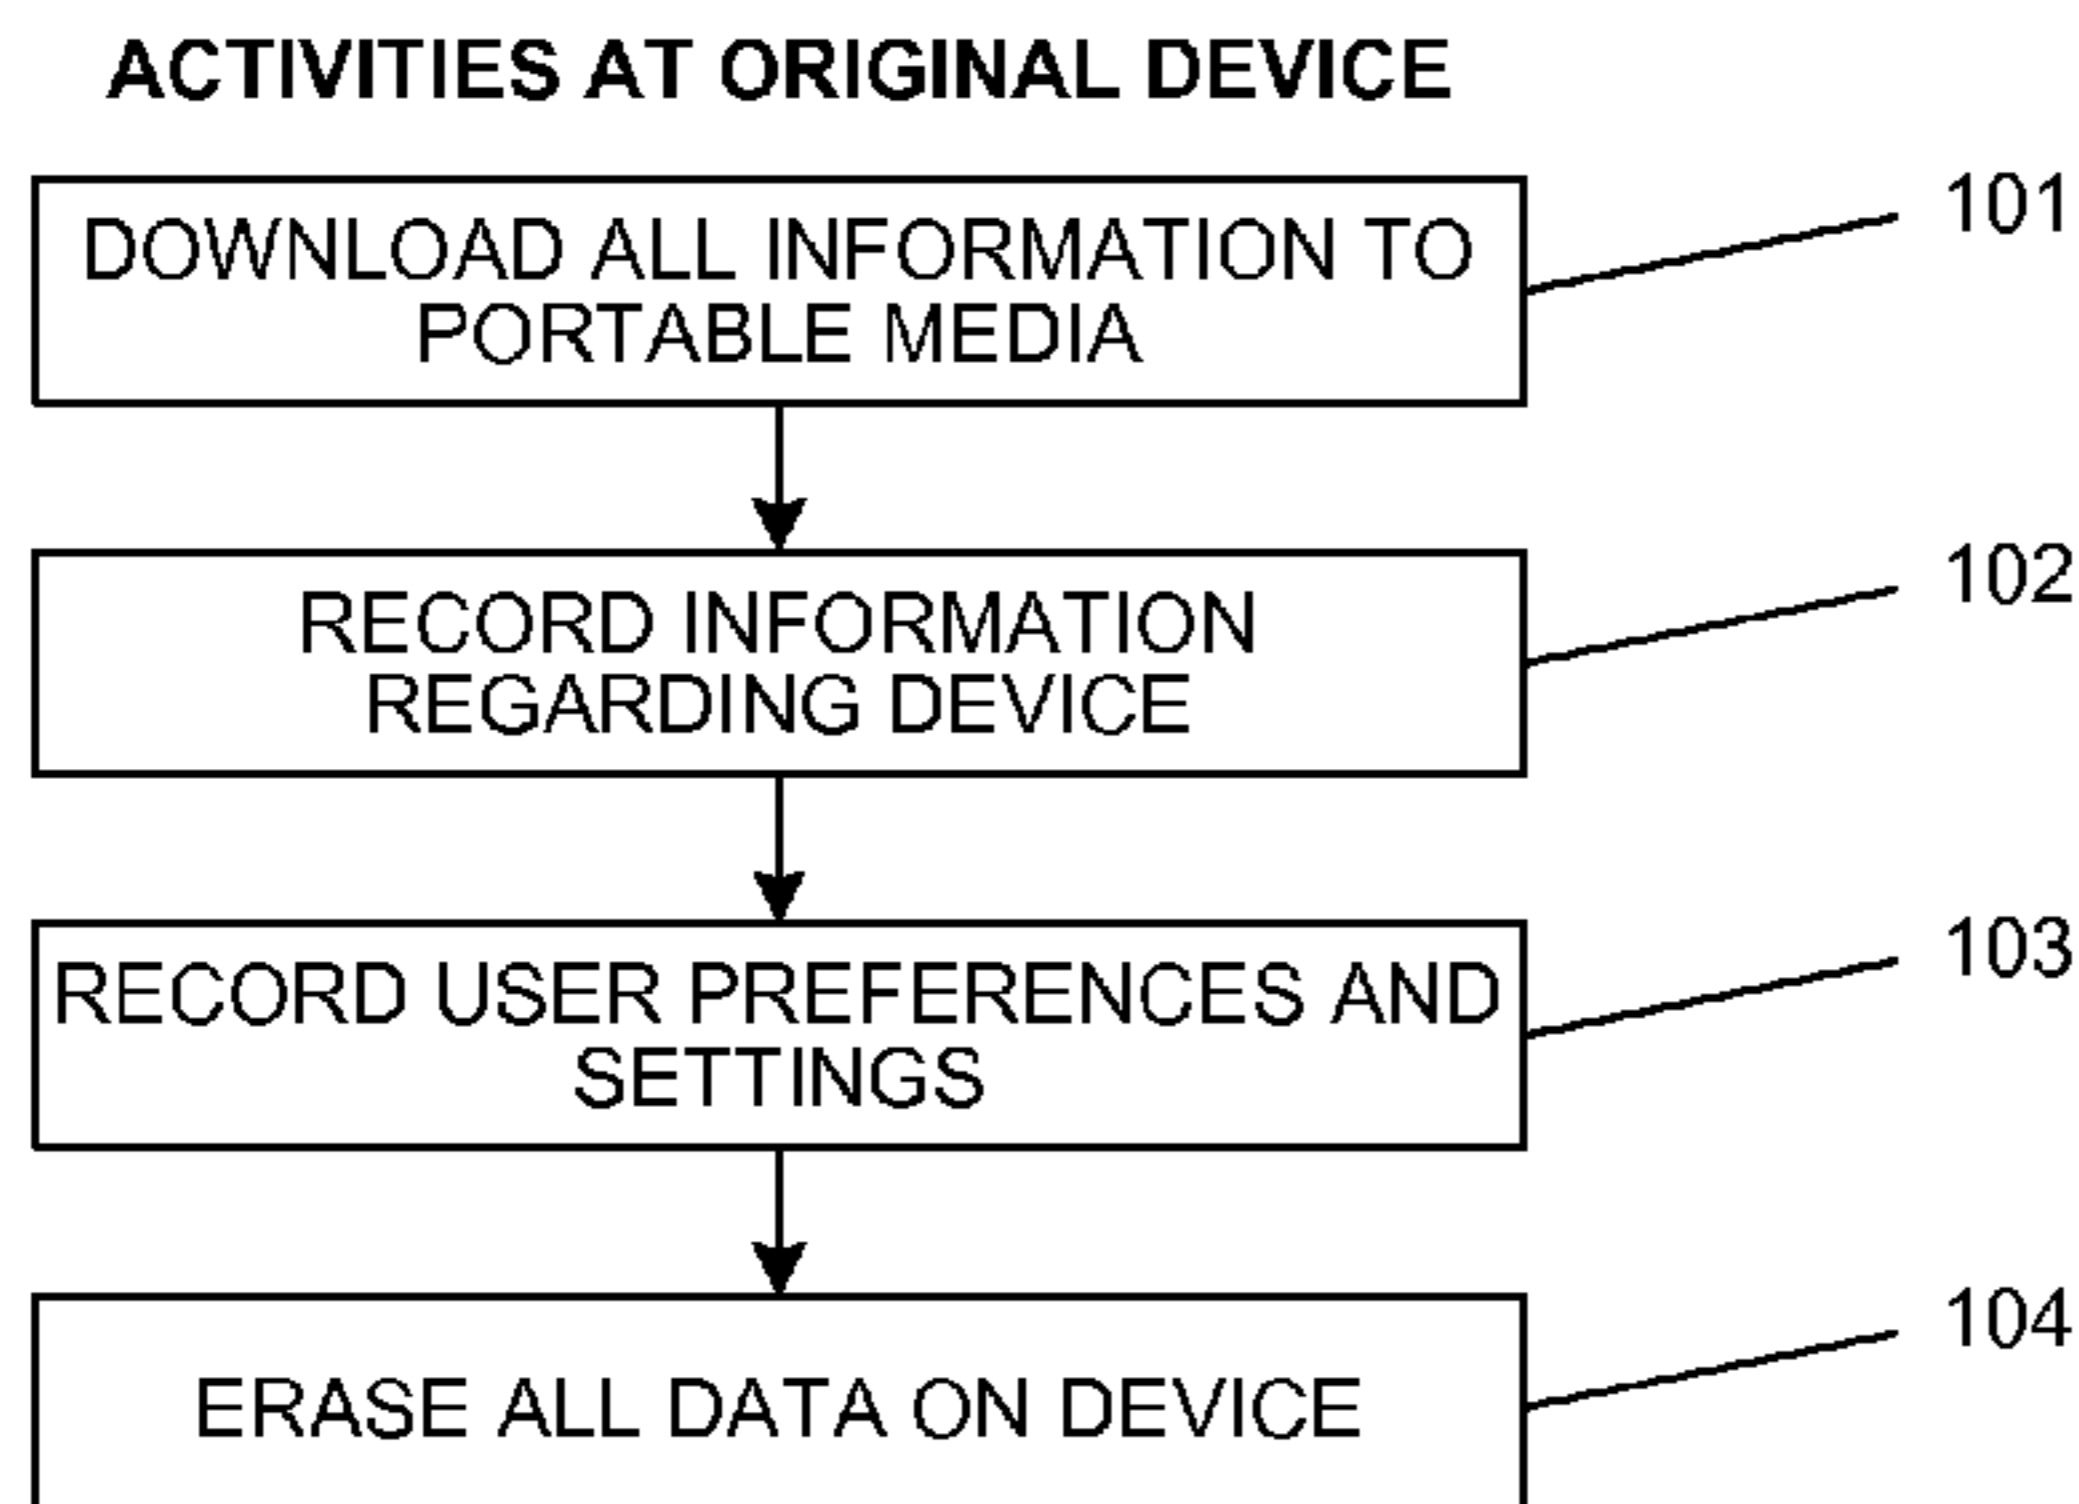 ACTIVITIES AT ORIGINAL DEVICE
DOWNLOAD ALL INFORMATION TO
PORTABLE MEDIA
101
RECORD INFORMATION
REGARDING DEVICE
102
RECORD USER PREFERENCES AND
SETTINGS
103
ERASE ALL DATA ON DEVICE
104